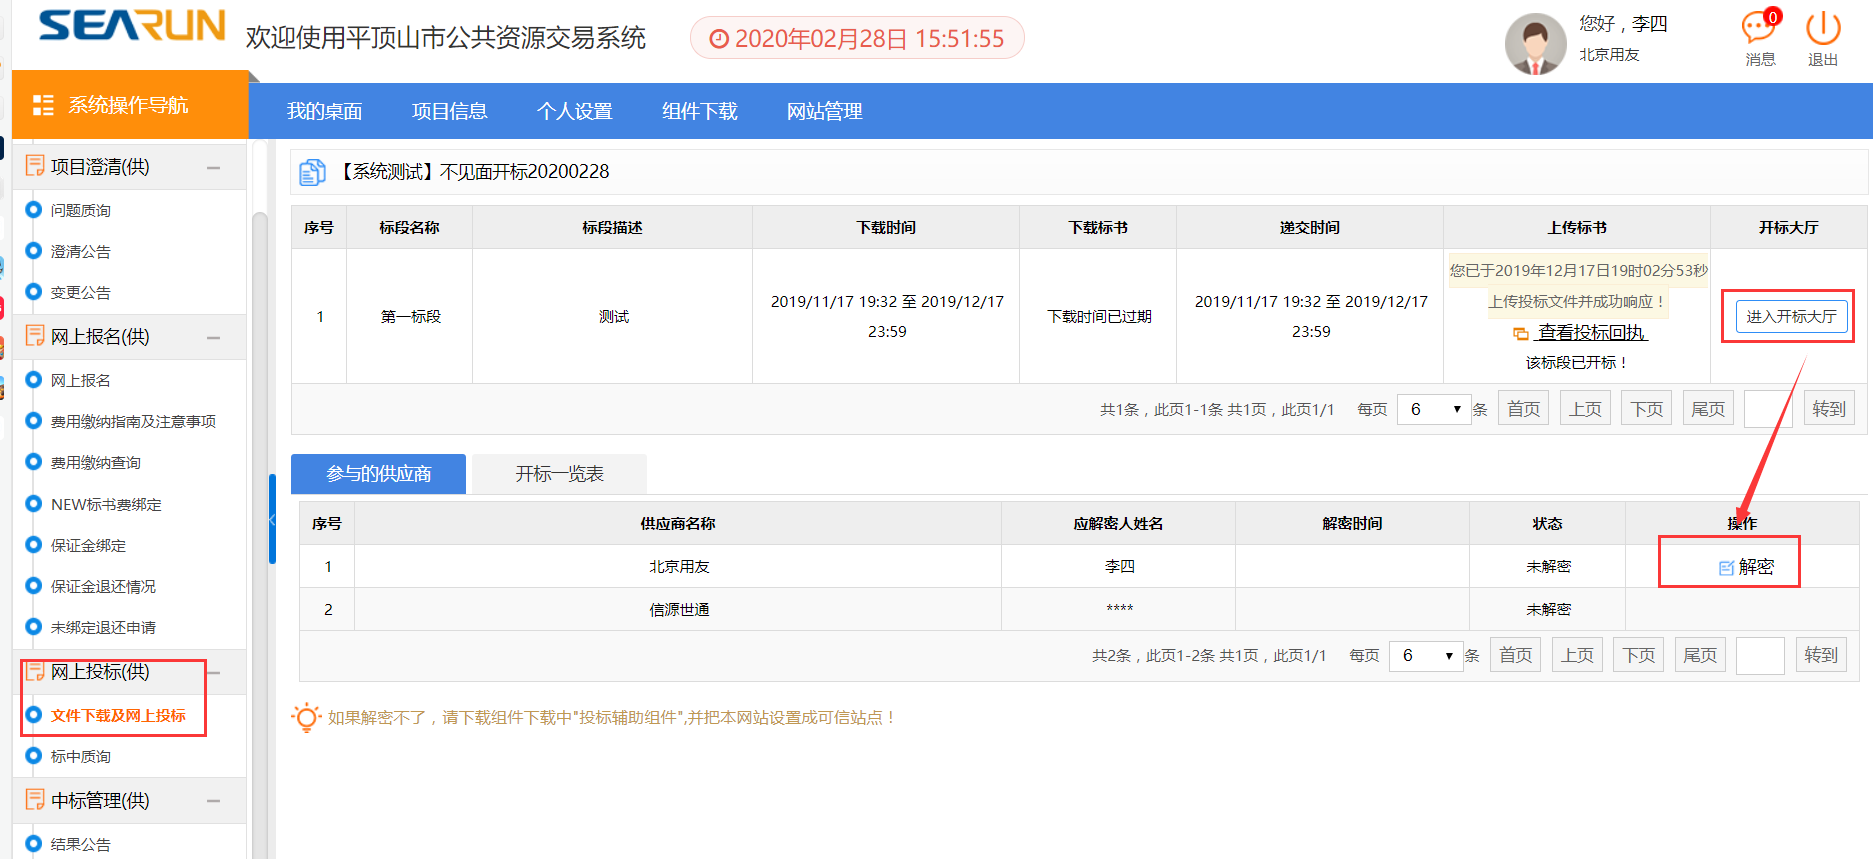 SEARUN
欢迎使用平顶山市公共资源交易系统
2020年02月28日 15:51:55
您好，李四
北京用友
0
消息
退出
系统操作导航
我的桌面 项目信息 个人设置 组件下载 网站管理
项目澄清(供)
问题质询
澄清公告
变更公告
网上报名(供)
网上报名
费用缴纳指南及注意事项
费用缴纳查询
NEW标书费绑定
保证金绑定
保证金退还情况
未绑定退还申请
网上投标(供)
文件下载及网上投标
标中质询
中标管理(供)
结果公告
【系统测试】不见面开标20200228
序号 标段名称 标段描述 下载时间 下载标书 递交时间 上传标书 开标大厅
1 第一标段 测试 2019/11/17 19:32 至 2019/12/17 23:59 下载时间已过期 2019/11/17 19:32 至 2019/12/17 23:59
您已于2019年12月17日19时02分53秒
上传投标文件并成功响应！
查看投标回执
该标段已开标！
进入开标大厅
共1条，此页1-1条 共1页，此页1/1 每页 6 条 首页 上页 下页 尾页 转到
参与的供应商 开标一览表
序号 供应商名称 应解密人姓名 解密时间 状态 操作
1 北京用友 李四 未解密 解密
2 信源世通 **** 未解密
共2条，此页1-2条 共1页，此页1/1 每页 6 条 首页 上页 下页 尾页 转到
如果解密不了，请下载组件下载中"投标辅助组件",并把本网站设置成可信站点！